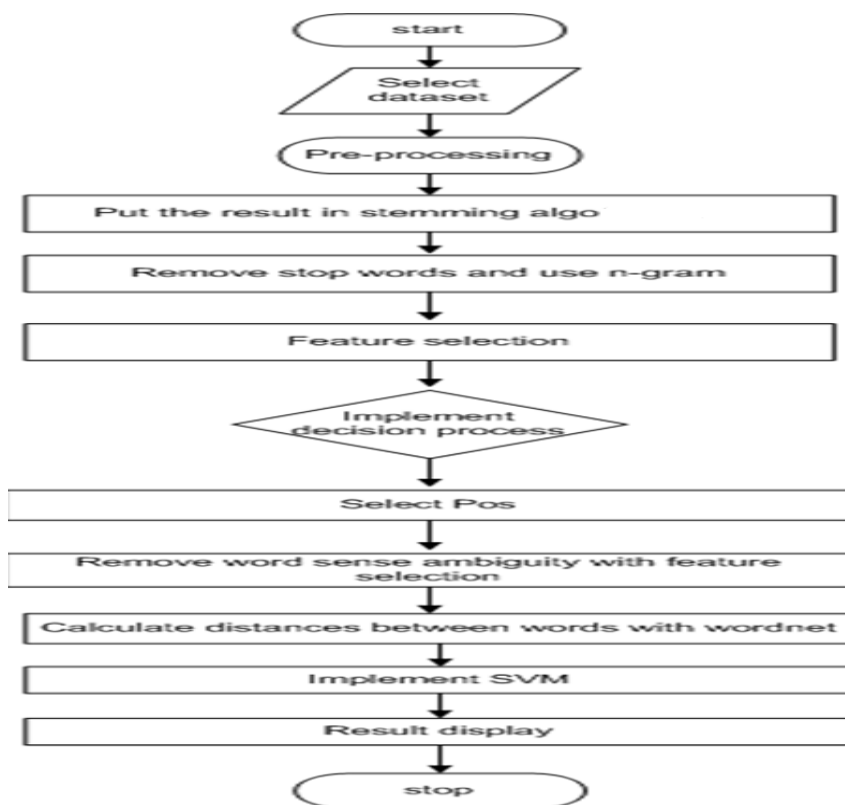 start
Select
dataset
Pre-processing
Put the result in stemming algo
Remove stop words and use n-gram
Feature selection
Implement
decision process
Select Pos
Remove word sense ambiguity with feature
selection
Calculate distances between words with wordnet
Implement SVM
Result display
stop